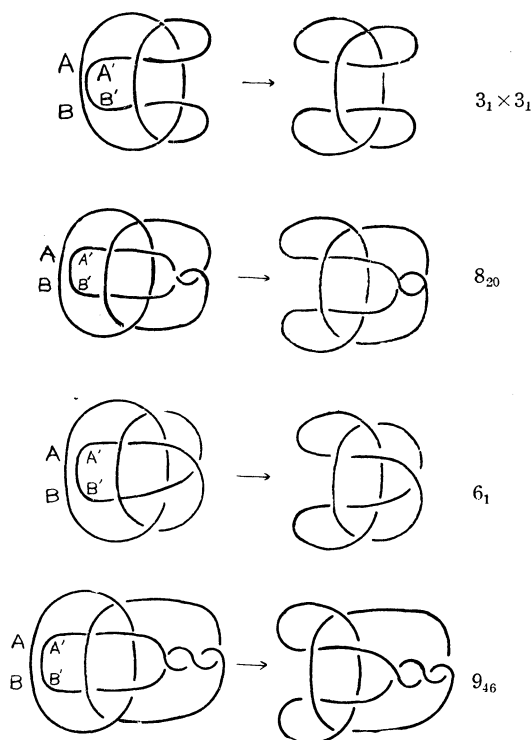 A A'
B B'
→
3₁ × 3₁
A A'
B B'
→
8₂₀
A A'
B B'
→
6₁
A A'
B B'
→
9₄₆